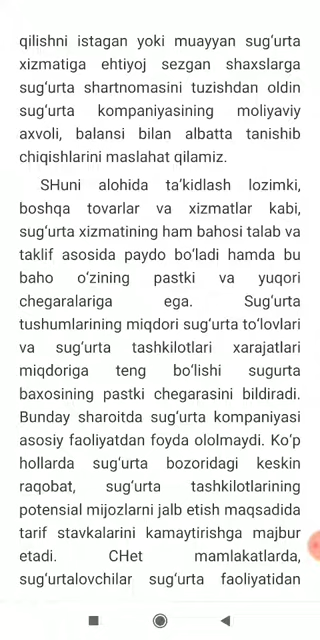 qilishni istagan yoki muayyan sug‘urta
xizmatiga ehtiyoj sezgan shaxslarga
sug‘urta shartnomasini tuzishdan oldin
sug‘urta kompaniyasining moliyaviy
axvoli, balansi bilan albatta tanishib
chiqishlarini maslahat qilamiz.
SHuni alohida ta’kidlash lozimki,
boshqa tovarlar va xizmatlar kabi,
sug‘urta xizmatining ham bahosi talab va
taklif asosida paydo bo‘ladi hamda bu
baho o‘zining pastki va yuqori
chegaralariga ega. Sug‘urta
tushumlarining miqdori sug‘urta to‘lovlari
va sug‘urta tashkilotlari xarajatlari
miqdoriga teng bo‘lishi sugurta
baxosining pastki chegarasini bildiradi.
Bunday sharoitda sug‘urta kompaniyasi
asosiy faoliyatdan foyda ololmaydi. Ko‘p
hollarda sug‘urta bozoridagi keskin
raqobat, sug‘urta tashkilotlarining
potensial mijozlarni jalb etish maqsadida
tarif stavkalarini kamaytirishga majbur
etadi. CHet mamlakatlarda,
sug‘urtalovchilar sug‘urta faoliyatidan